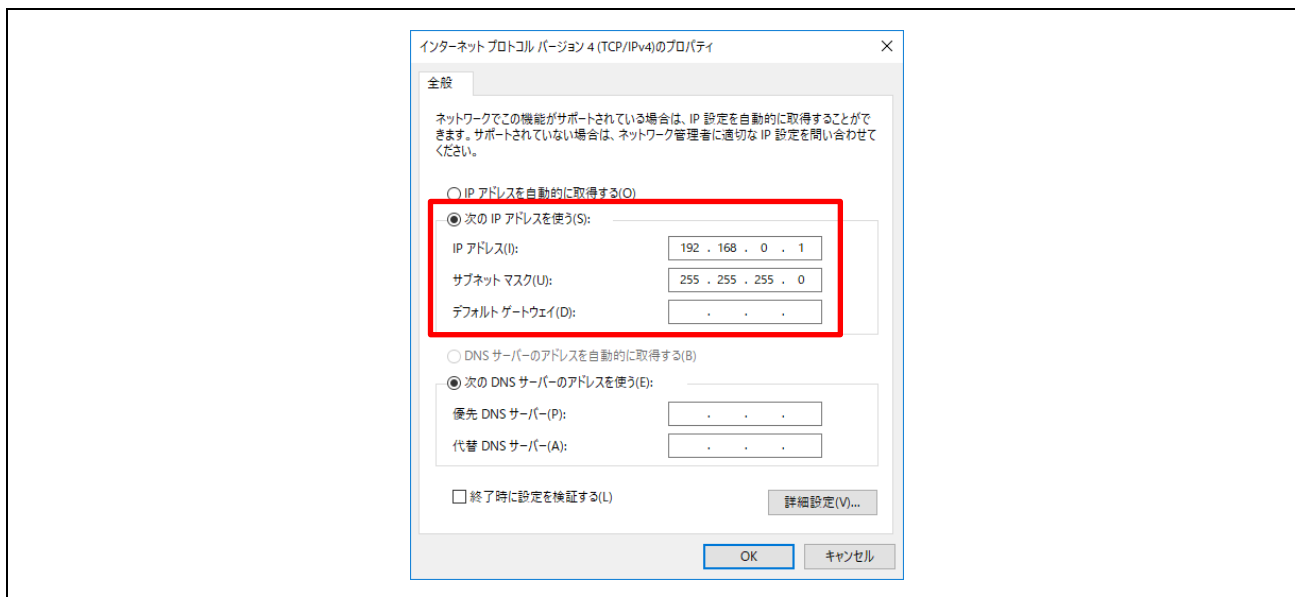 インターネット プロトコル バージョン 4 (TCP/IPv4)のプロパティ
全般
ネットワークでこの機能がサポートされている場合は、IP 設定を自動的に取得することがで
きます。サポートされていない場合は、ネットワーク管理者に適切な IP 設定を問い合わせて
ください。
IP アドレスを自動的に取得する(O)
次の IP アドレスを使う(S):
IP アドレス(I): 192 . 168 . 0 . 1
サブネット マスク(U): 255 . 255 . 255 . 0
デフォルト ゲートウェイ(D): . . .
DNS サーバーのアドレスを自動的に取得する(B)
次の DNS サーバーのアドレスを使う(E):
優先 DNS サーバー(P): . . .
代替 DNS サーバー(A): . . .
終了時に設定を検証する(L)
詳細設定(V)...
OK キャンセル